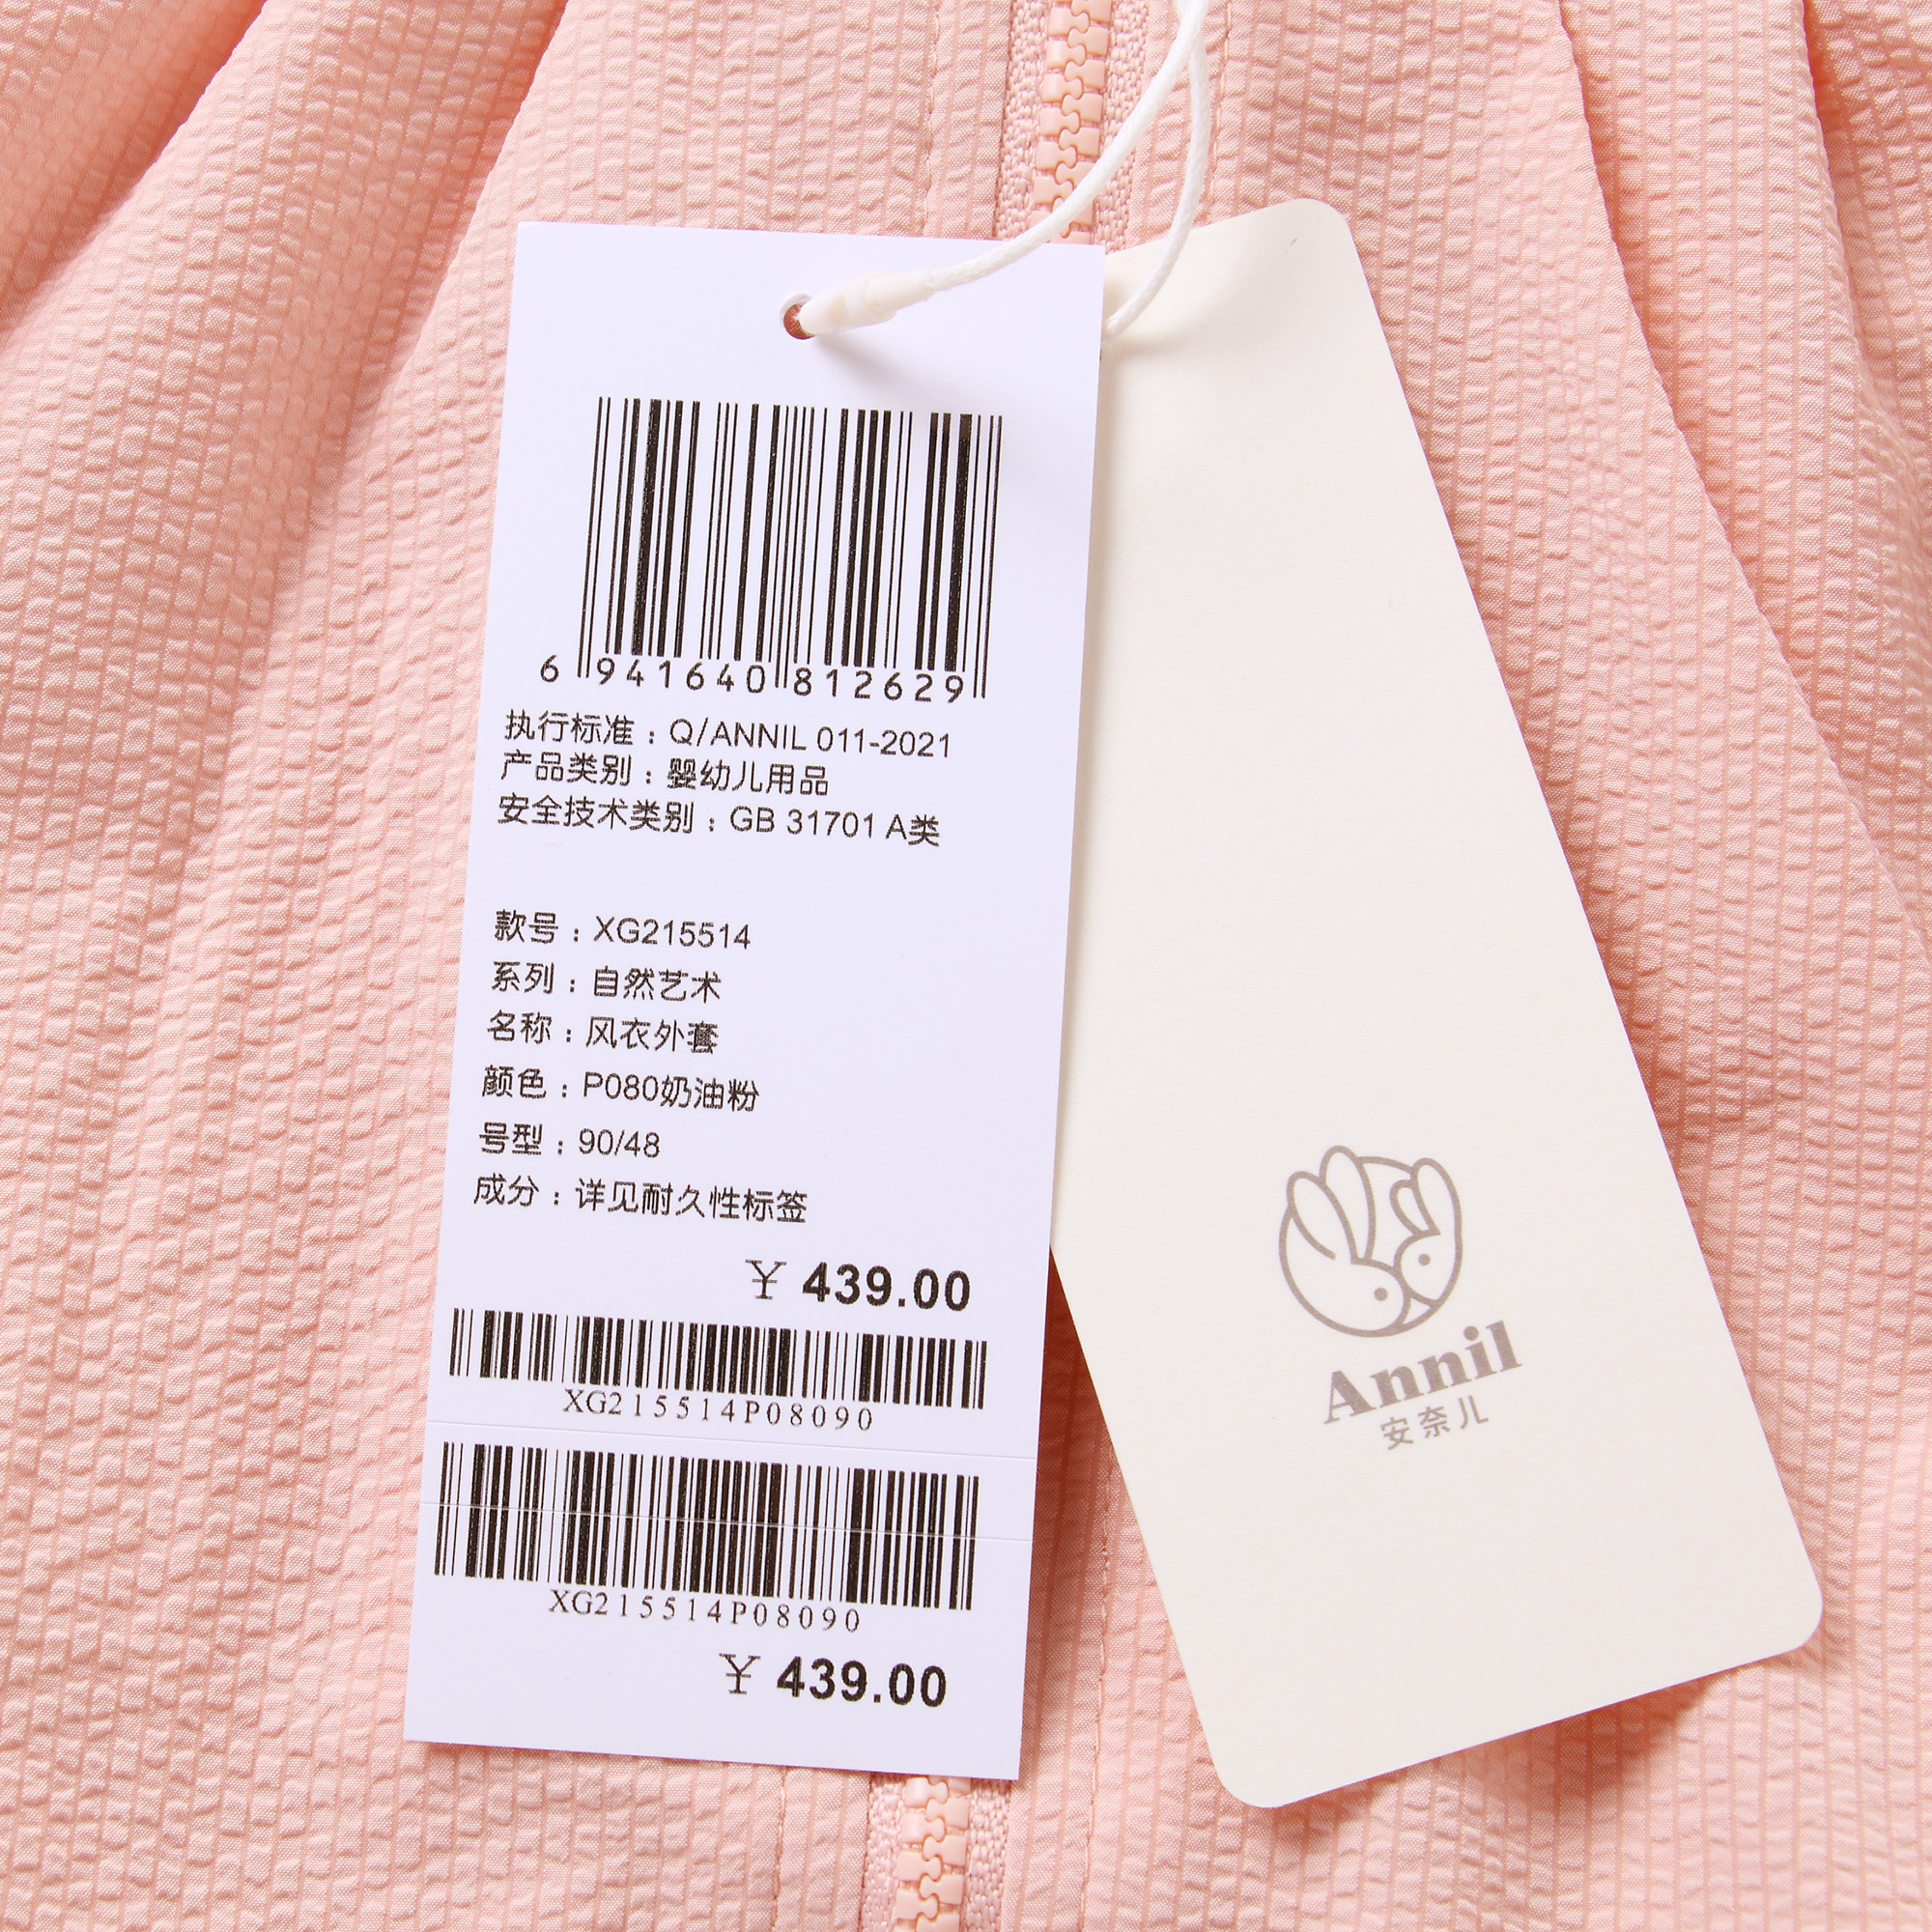 6 941640 812629
执行标准：Q/ANNIL 011-2021
产品类别：婴幼儿用品
安全技术类别：GB 31701 A类
款号：XG215514
系列：自然艺术
名称：风衣外套
颜色：P080奶油粉
号型：90/48
成分：详见耐久性标签
¥ 439.00
XG215514P08090
XG215514P08090
¥ 439.00
Annil
安奈儿